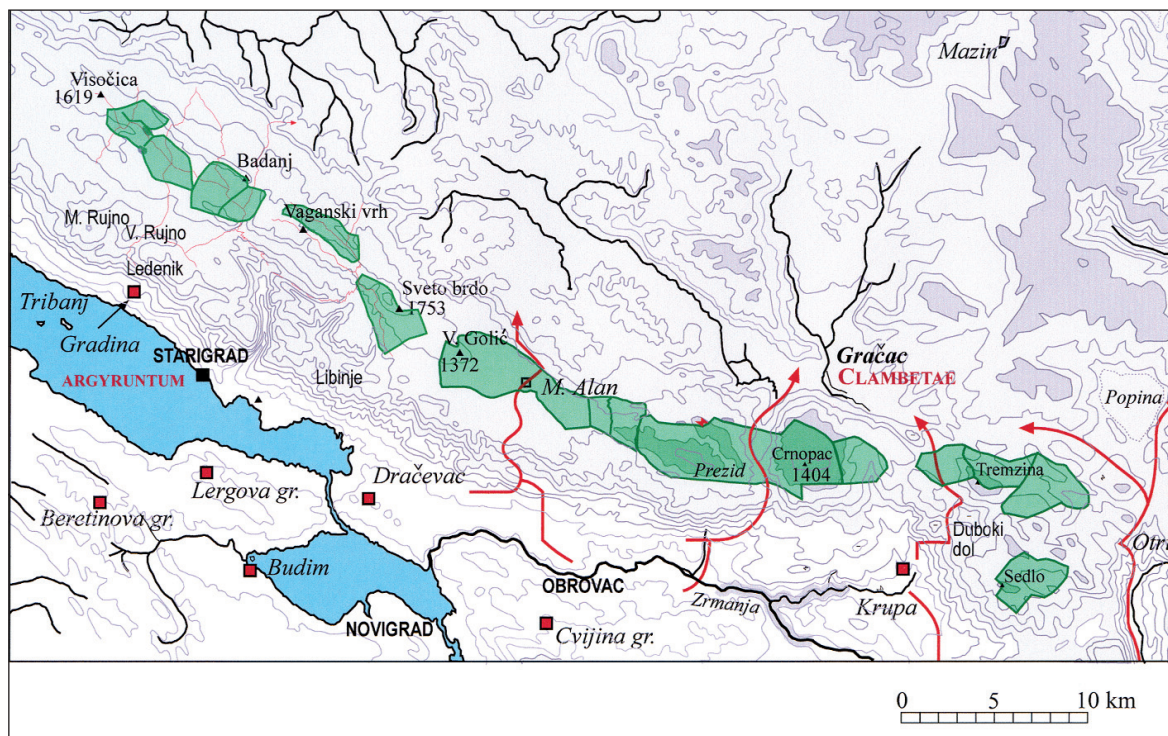 Mazin
Visočica
1619
Badanj
Vaganski vrh
M. Rujno
V. Rujno
Ledenik
Tribanj
Gradina
Sveto brdo
1753
STARIGRAD
ARGYRUNTUM
V. Golić
1372
Libinje
M. Alan
Gračac
CLAMBETAE
Popina
Prezid
Crnopac
1404
Tremzina
Dračevac
Lergova gr.
Beretinova gr.
Duboki
dol
Otri
Budim
OBROVAC
Sedlo
Zrmanja
Krupa
NOVIGRAD
Cvijina gr.
0 5 10 km